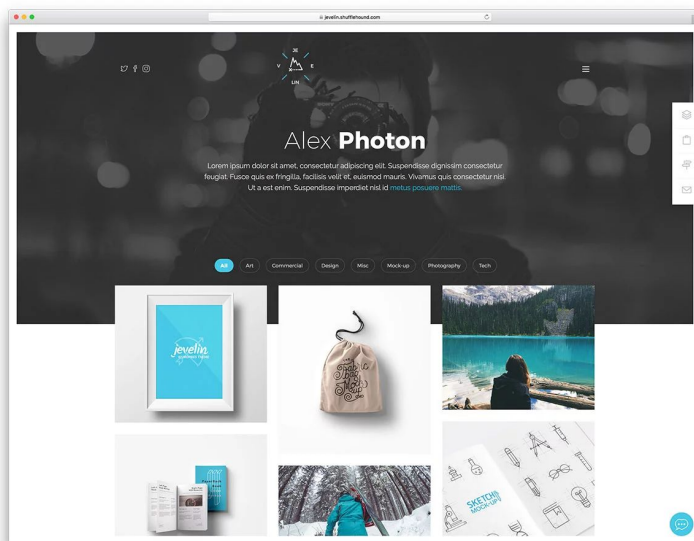 jevelin.shufflehound.com
JE
V E
LIN
Alex Photon
Lorem ipsum dolor sit amet, consectetur adipiscing elit. Suspendisse dignissim consectetur
feugiat. Fusce quis ex fringilla, facilisis velit et, euismod mauris. Vivamus quis consectetur nisi.
Ut a est enim. Suspendisse imperdiet nisl id metus posuere mattis.
All Art Commercial Design Misc Mock-up Photography Tech
jevelin
SKETCH
MOCK-UP